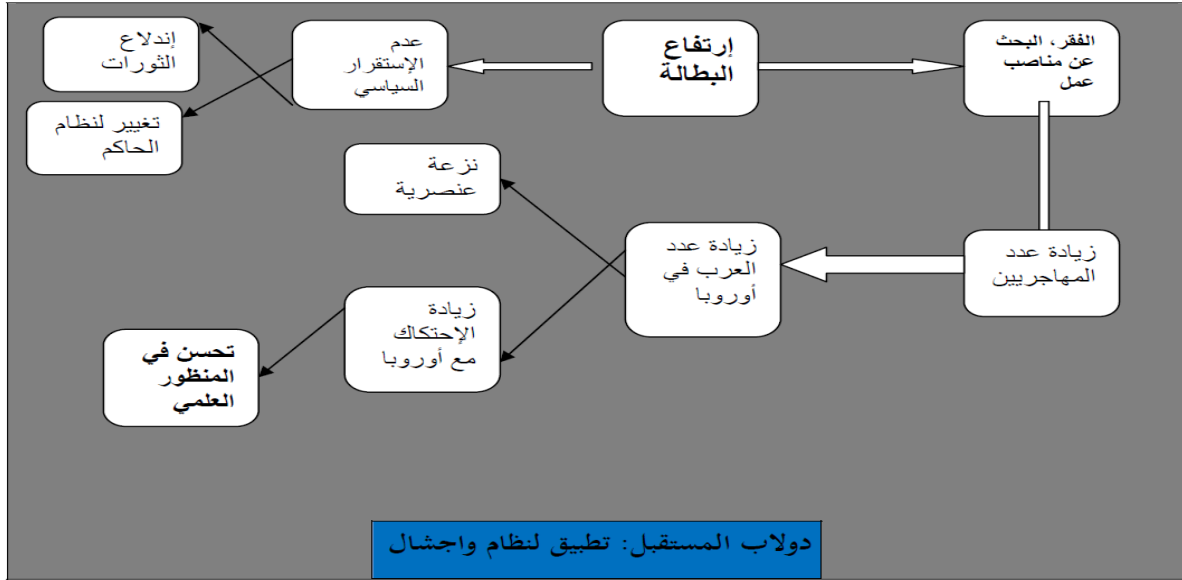 الفقر، البحث
عن مناصب
عمل
إرتفاع
البطالة
عدم
الإستقرار
السياسي
إندلاع
الثورات
تغيير لنظام
الحاكم
زيادة عدد
المهاجريين
زيادة عدد
العرب في
أوروبا
نزعة
عنصرية
زيادة
الإحتكاك
مع أوروبا
تحسن في
المنظور
العلمي
دولاب المستقبل: تطبيق لنظام واجشال